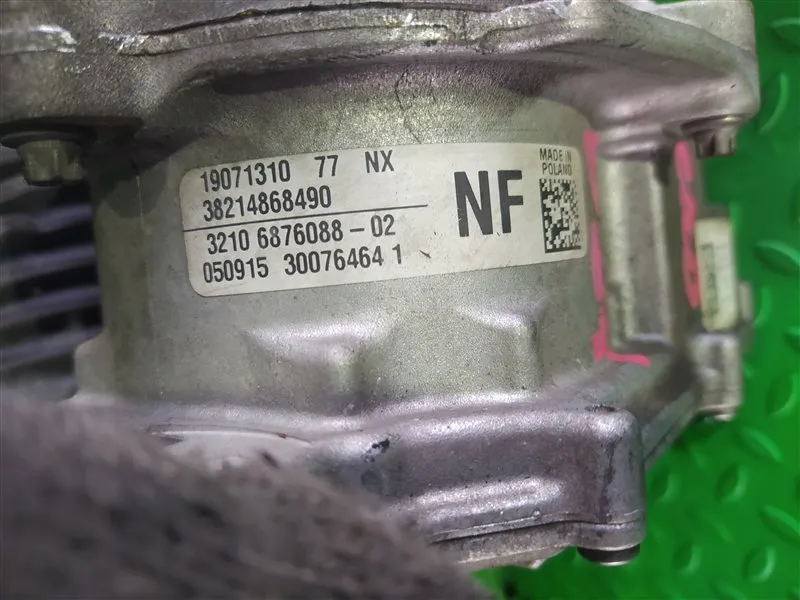 19071310 77 NX
38214868490
3210 6876088-02
050915 30076464 1
NF
MADE IN
POLAND